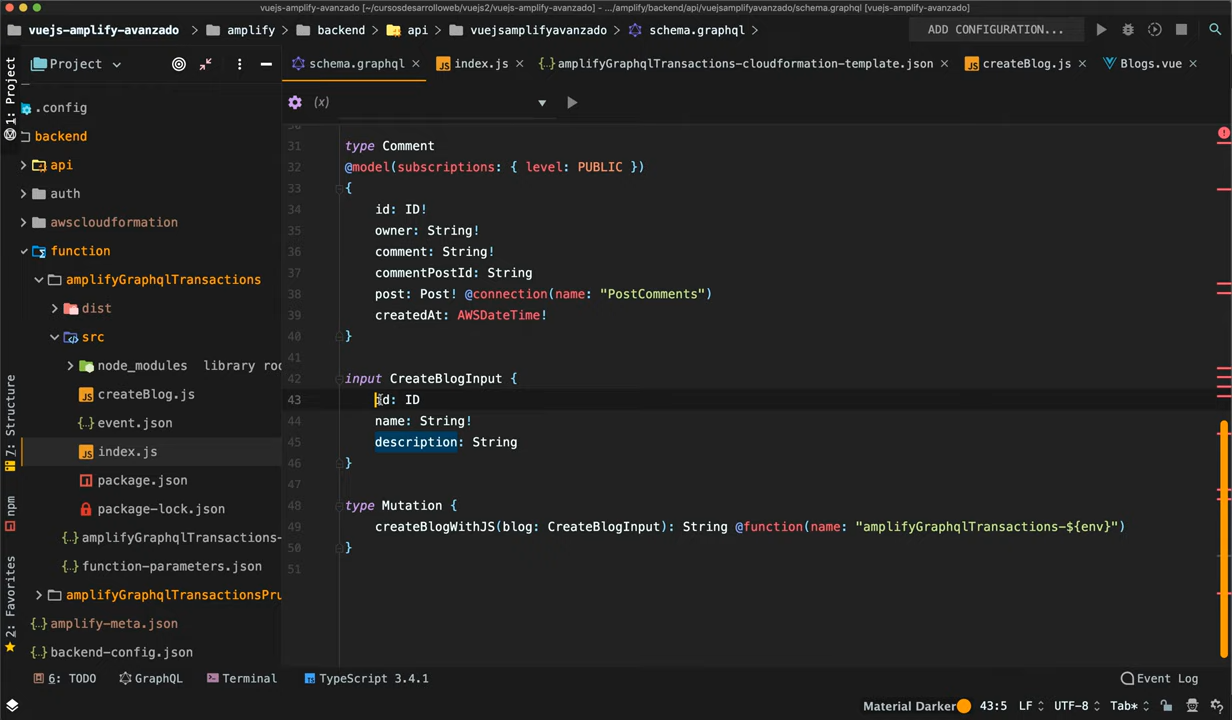 vuejs-amplify-avanzado [~/cursosdesarrolloweb/vuejs2/vuejs-amplify-avanzado] - .../amplify/backend/api/vuejsamplifyavanzado/schema.graphql [vuejs-amplify-avanzado]
vuejs-amplify-avanzado amplify backend api vuejsamplifyavanzado schema.graphql ADD CONFIGURATION...
1: Project
Project
schema.graphql index.js amplifyGraphqlTransactions-cloudformation-template.json createBlog.js Blogs.vue
(x)
.config
backend
api
auth
awscloudformation
function
amplifyGraphqlTransactions
dist
src
node_modules library roo
createBlog.js
event.json
index.js
package.json
package-lock.json
amplifyGraphqlTransactions-
function-parameters.json
amplifyGraphqlTransactionsPru
amplify-meta.json
backend-config.json
7: Structure
npm
2: Favorites
31 type Comment
32 @model(subscriptions: { level: PUBLIC })
33 {
34 id: ID!
35 owner: String!
36 comment: String!
37 commentPostId: String
38 post: Post! @connection(name: "PostComments")
39 createdAt: AWSDateTime!
40 }
41
42 input CreateBlogInput {
43 id: ID
44 name: String!
45 description: String
46 }
47
48 type Mutation {
49 createBlogWithJS(blog: CreateBlogInput): String @function(name: "amplifyGraphqlTransactions-${env}")
50 }
51
6: TODO GraphQL Terminal TypeScript 3.4.1 Event Log
Material Darker 43:5 LF UTF-8 Tab*